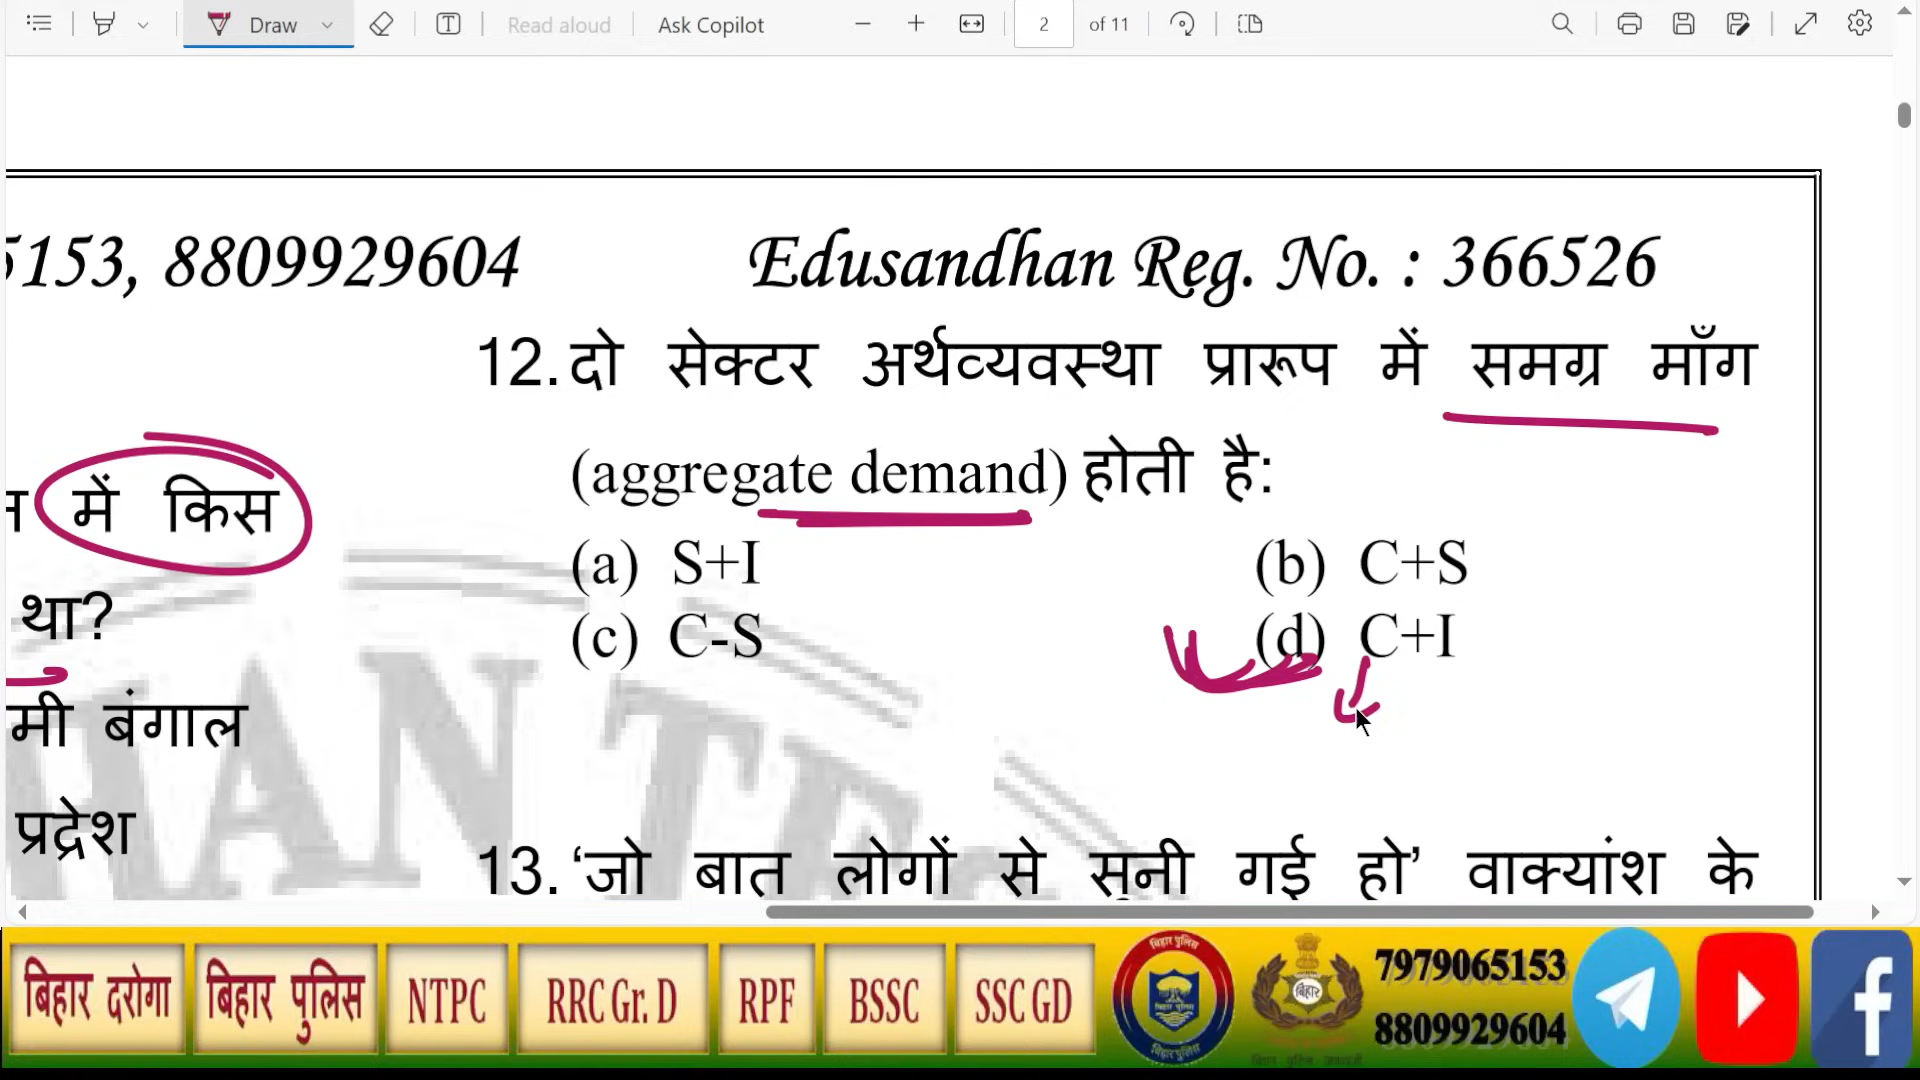 Draw
Read aloud
Ask Copilot
2 of 11
5153, 8809929604 Edusandhan Reg. No. : 366526
में किस
था?
मी बंगाल
प्रद्रेश
12. दो सेक्टर अर्थव्यवस्था प्रारूप में समग्र माँग
(aggregate demand) होती है:
(a) S+I (b) C+S
(c) C-S (d) C+I
13. ‘जो बात लोगों से सूनी गई हो’ वाक्यांश के
बिहार दरोगा
बिहार पुलिस
NTPC
RRC Gr. D
RPF
BSSC
SSC GD
बिहार पुलिस
बिहार
7979065153
8809929604